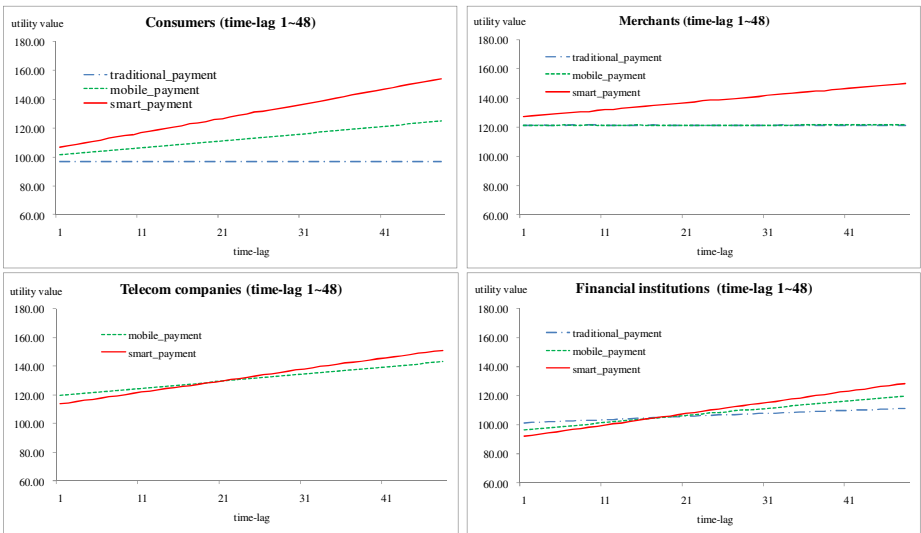 Consumers (time-lag 1~48)
utility value
180.00
160.00
140.00
120.00
100.00
80.00
60.00
traditional_payment
mobile_payment
smart_payment
1 11 21 31 41
time-lag
Merchants (time-lag 1~48)
utility value
180.00
160.00
140.00
120.00
100.00
80.00
60.00
traditional_payment
mobile_payment
smart_payment
1 11 21 31 41
time-lag
Telecom companies (time-lag 1~48)
utility value
180.00
160.00
140.00
120.00
100.00
80.00
60.00
mobile_payment
smart_payment
1 11 21 31 41
time-lag
Financial institutions (time-lag 1~48)
utility value
180.00
160.00
140.00
120.00
100.00
80.00
60.00
traditional_payment
mobile_payment
smart_payment
1 11 21 31 41
time-lag